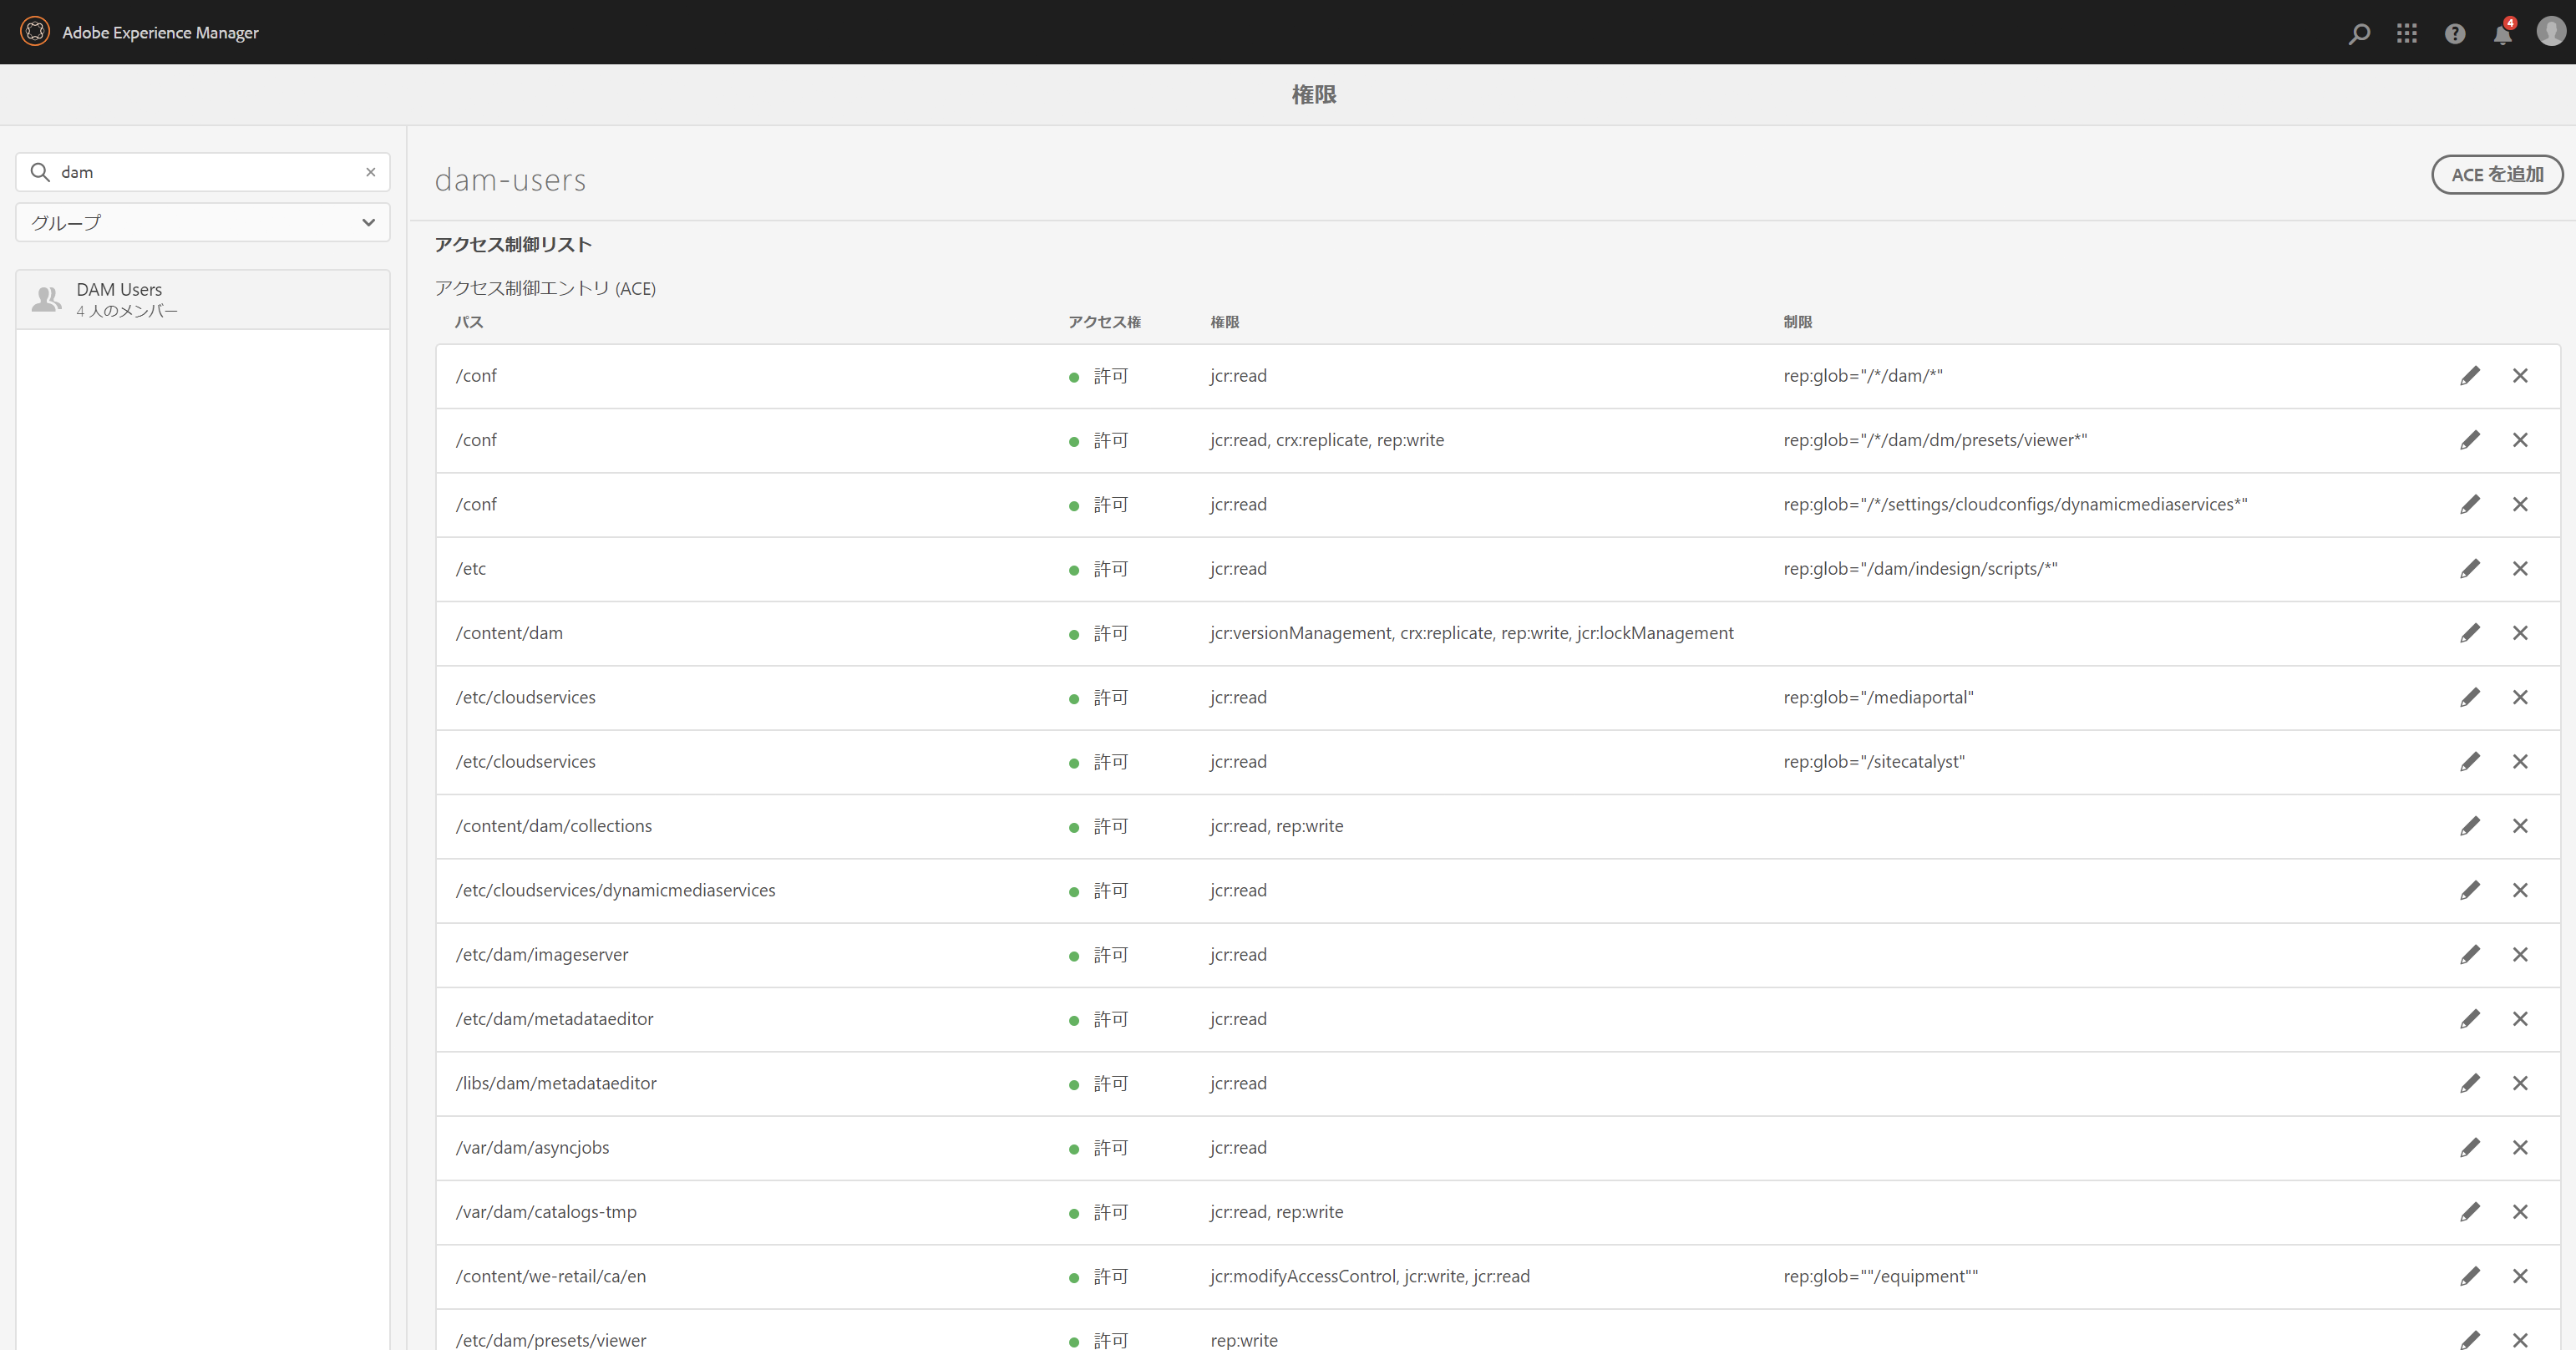 Adobe Experience Manager
4
権限
dam
グループ
DAM Users
4 人のメンバー
dam-users
ACE を追加
アクセス制御リスト
アクセス制御エントリ (ACE)
パス アクセス権 権限 制限
/conf 許可 jcr:read rep:glob="/*/dam/*"
/conf 許可 jcr:read, crx:replicate, rep:write rep:glob="/*/dam/dm/presets/viewer*"
/conf 許可 jcr:read rep:glob="/*/settings/cloudconfigs/dynamicmediaservices*"
/etc 許可 jcr:read rep:glob="/dam/indesign/scripts/*"
/content/dam 許可 jcr:versionManagement, crx:replicate, rep:write, jcr:lockManagement
/etc/cloudservices 許可 jcr:read rep:glob="/mediaportal"
/etc/cloudservices 許可 jcr:read rep:glob="/sitecatalyst"
/content/dam/collections 許可 jcr:read, rep:write
/etc/cloudservices/dynamicmediaservices 許可 jcr:read
/etc/dam/imageserver 許可 jcr:read
/etc/dam/metadataeditor 許可 jcr:read
/libs/dam/metadataeditor 許可 jcr:read
/var/dam/asyncjobs 許可 jcr:read
/var/dam/catalogs-tmp 許可 jcr:read, rep:write
/content/we-retail/ca/en 許可 jcr:modifyAccessControl, jcr:write, jcr:read rep:glob=""/equipment""
/etc/dam/presets/viewer 許可 rep:write